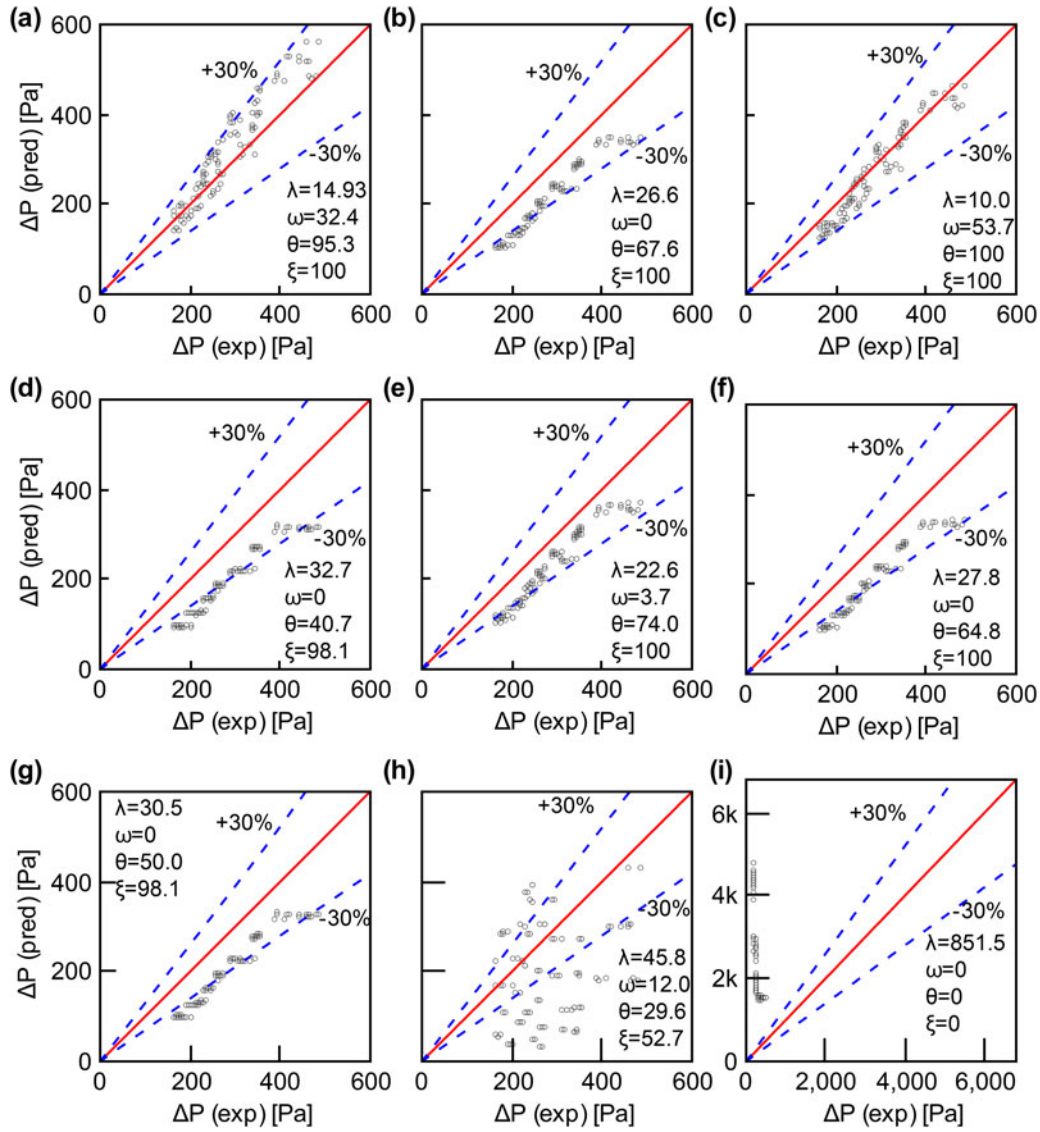 (a)
600
400
200
0
ΔP (pred) [Pa]
+30%
-30%
λ=14.93
ω=32.4
θ=95.3
ξ=100
0 200 400 600
ΔP (exp) [Pa]
(b)
+30%
-30%
λ=26.6
ω=0
θ=67.6
ξ=100
0 200 400 600
ΔP (exp) [Pa]
(c)
+30%
-30%
λ=10.0
ω=53.7
θ=100
ξ=100
0 200 400 600
ΔP (exp) [Pa]
(d)
600
400
200
0
ΔP (pred) [Pa]
+30%
-30%
λ=32.7
ω=0
θ=40.7
ξ=98.1
0 200 400 600
ΔP (exp) [Pa]
(e)
+30%
-30%
λ=22.6
ω=3.7
θ=74.0
ξ=100
0 200 400 600
ΔP (exp) [Pa]
(f)
+30%
-30%
λ=27.8
ω=0
θ=64.8
ξ=100
0 200 400 600
ΔP (exp) [Pa]
(g)
600
400
200
0
ΔP (pred) [Pa]
λ=30.5
ω=0
θ=50.0
ξ=98.1
+30%
-30%
0 200 400 600
ΔP (exp) [Pa]
(h)
+30%
-30%
λ=45.8
ω=12.0
θ=29.6
ξ=52.7
0 200 400 600
ΔP (exp) [Pa]
(i)
6k
4k
2k
0
+30%
-30%
λ=851.5
ω=0
θ=0
ξ=0
0 2,000 4,000 6,000
ΔP (exp) [Pa]